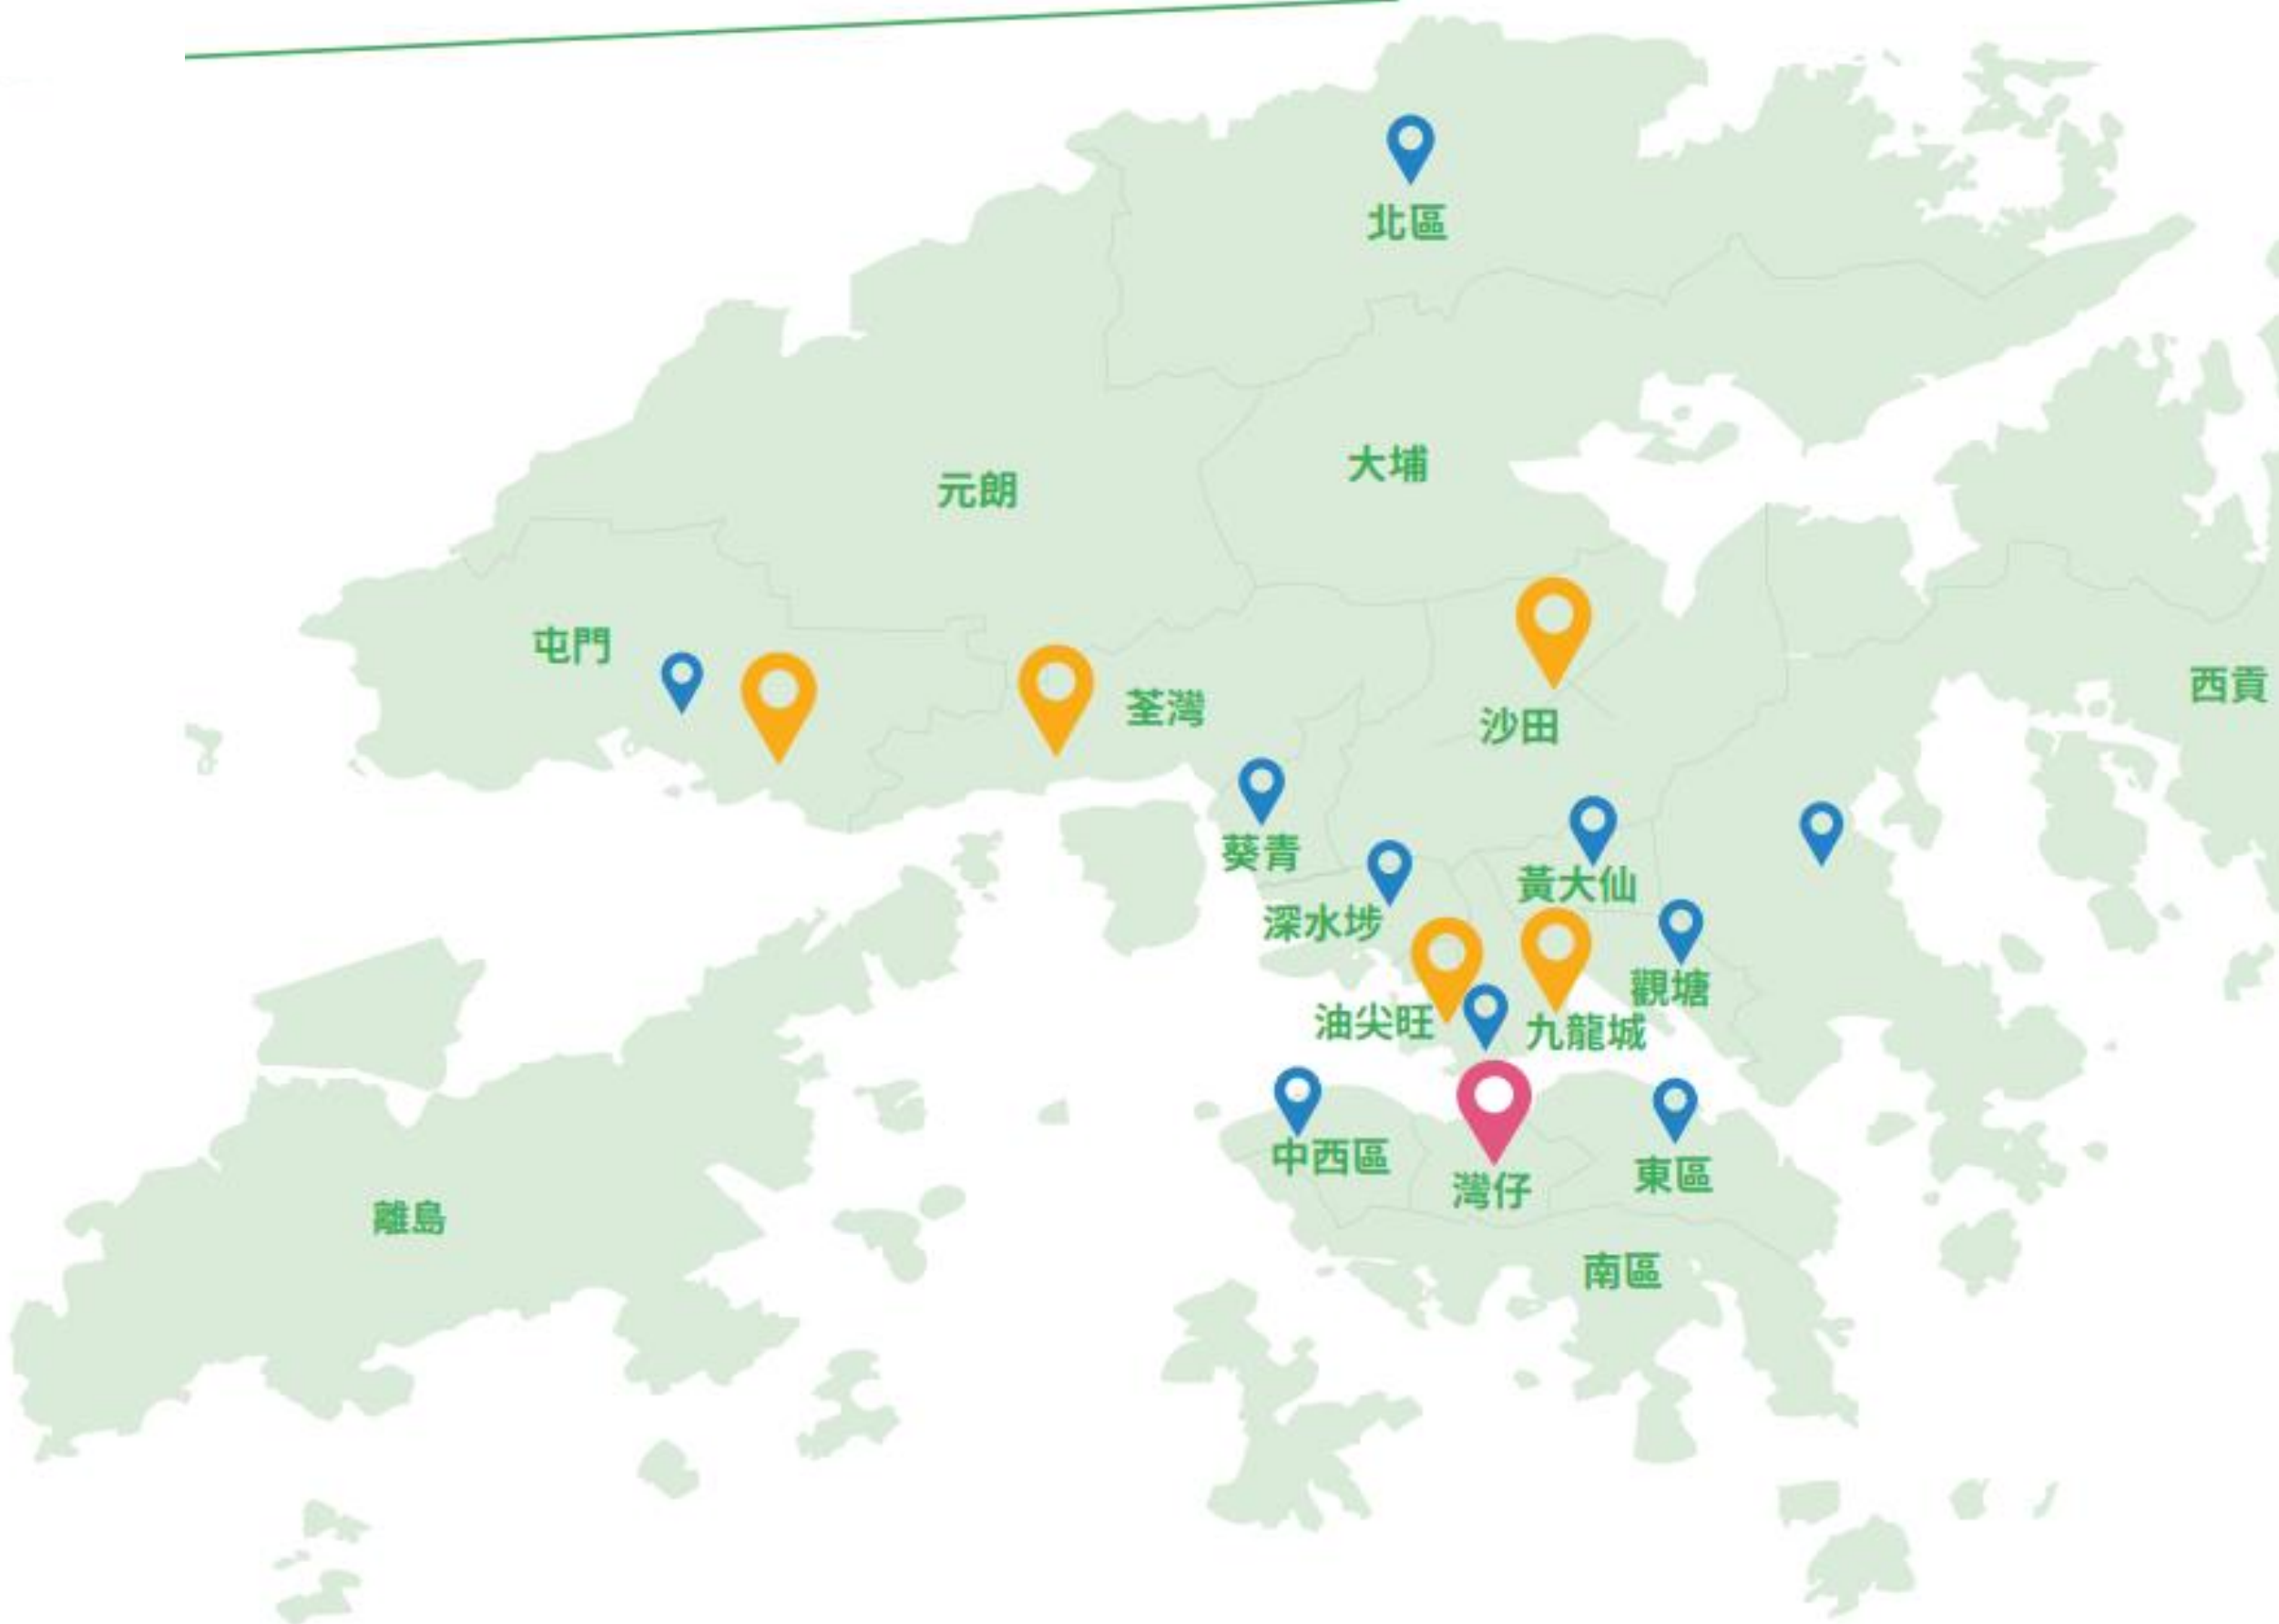 北區
大埔
元朗
屯門
荃灣
沙田
西貢
葵青
黃大仙
深水埗
觀塘
油尖旺
九龍城
中西區
灣仔
東區
離島
南區